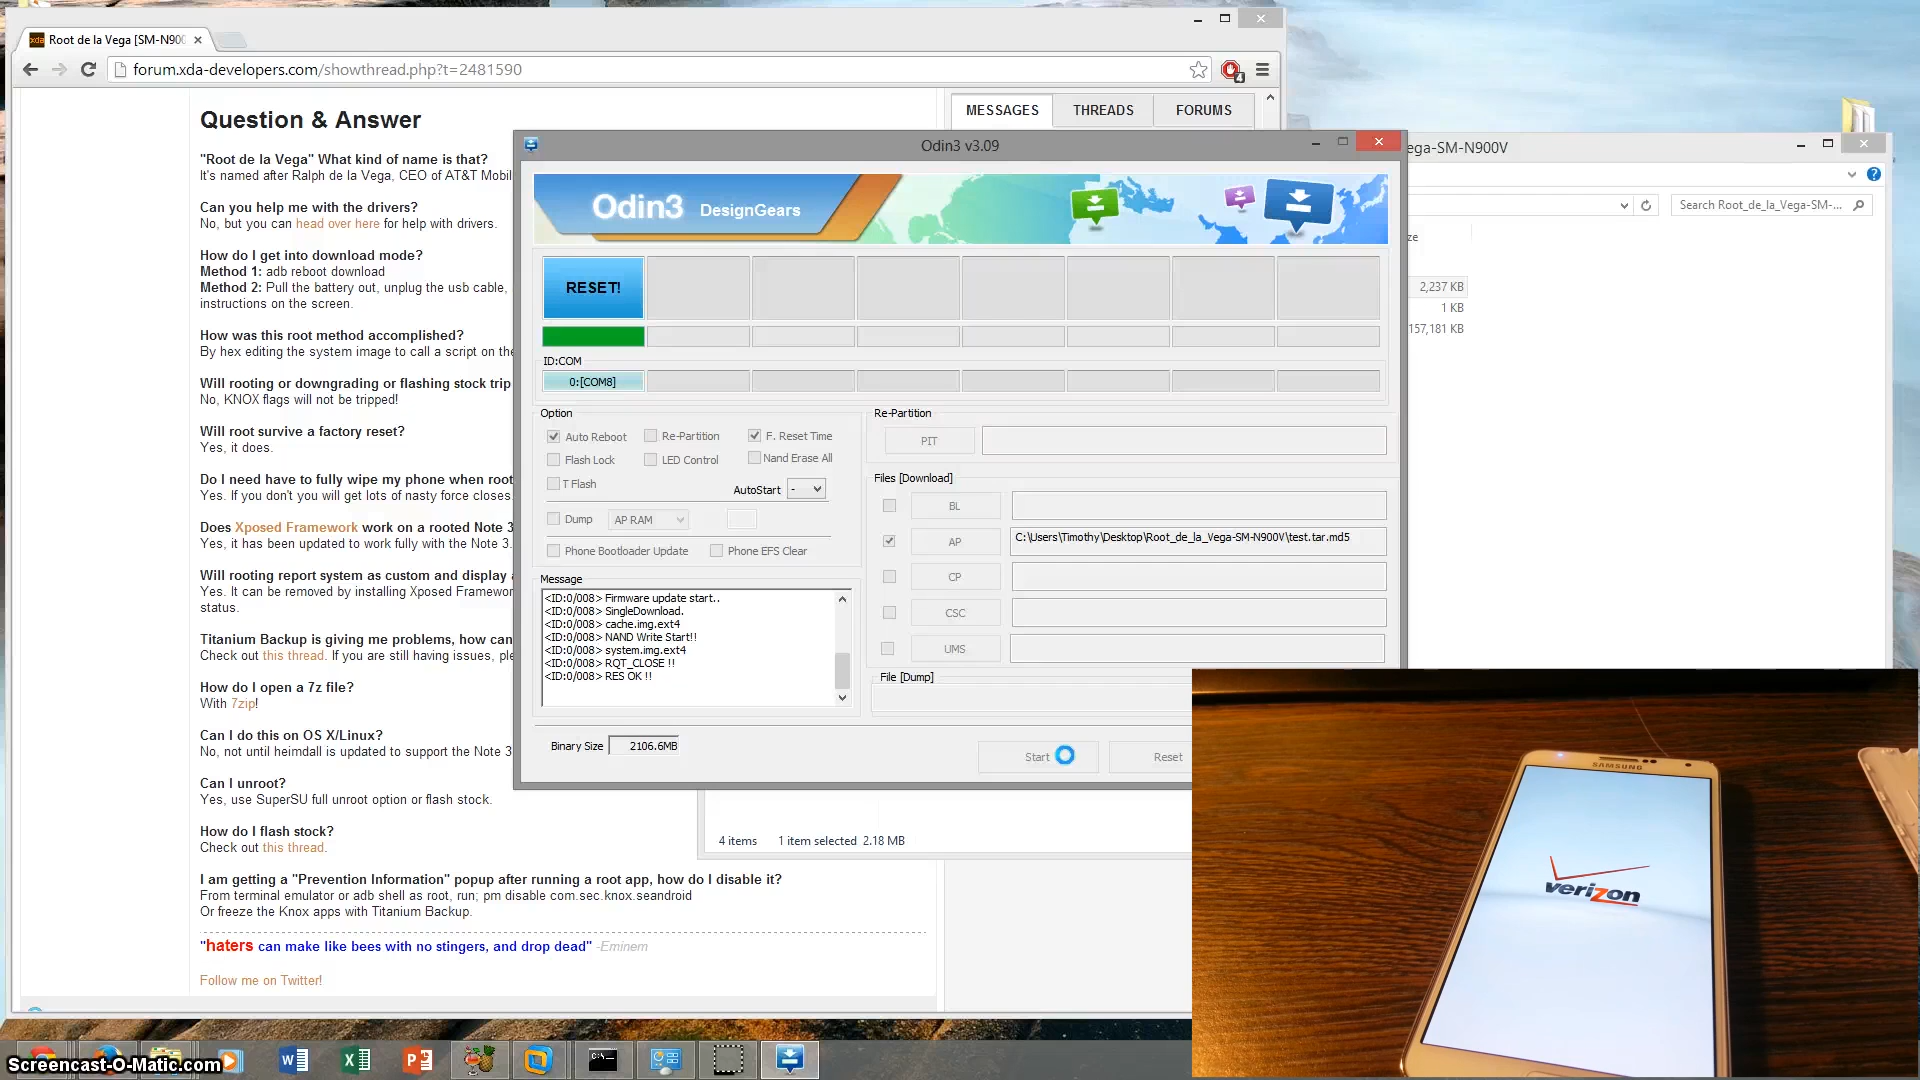 Root de la Vega [SM-N900
forum.xda-developers.com/showthread.php?t=2481590
4
MESSAGES THREADS FORUMS
Question & Answer
"Root de la Vega" What kind of name is that?
It's named after Ralph de la Vega, CEO of AT&T Mobil
Can you help me with the drivers?
No, but you can head over here for help with drivers.
How do I get into download mode?
Method 1: adb reboot download
Method 2: Pull the battery out, unplug the usb cable,
instructions on the screen.
How was this root method accomplished?
By hex editing the system image to call a script on the
Will rooting or downgrading or flashing stock trip
No, KNOX flags will not be tripped!
Will root survive a factory reset?
Yes, it does.
Do I need have to fully wipe my phone when root
Yes. If you don't you will get lots of nasty force closes.
Does Xposed Framework work on a rooted Note 3
Yes, it has been updated to work fully with the Note 3.
Will rooting report system as custom and display
Yes. It can be removed by installing Xposed Framewor
status.
Titanium Backup is giving me problems, how can
Check out this thread. If you are still having issues, ple
How do I open a 7z file?
With 7zip!
Can I do this on OS X/Linux?
No, not until heimdall is updated to support the Note 3
Can I unroot?
Yes, use SuperSU full unroot option or flash stock.
How do I flash stock?
Check out this thread.
I am getting a "Prevention Information" popup after running a root app, how do I disable it?
From terminal emulator or adb shell as root, run; pm disable com.sec.knox.seandroid
Or freeze the Knox apps with Titanium Backup.
"haters can make like bees with no stingers, and drop dead" -Eminem
Follow me on Twitter!
Odin3 v3.09
Odin3 DesignGears
RESET!
ID:COM
0:[COM8]
Option
Auto Reboot Re-Partition F. Reset Time
Flash Lock LED Control Nand Erase All
T Flash
AutoStart -
Dump AP RAM
Phone Bootloader Update Phone EFS Clear
Message
<ID:0/008> Firmware update start..
<ID:0/008> SingleDownload.
<ID:0/008> cache.img.ext4
<ID:0/008> NAND Write Start!!
<ID:0/008> system.img.ext4
<ID:0/008> RQT_CLOSE !!
<ID:0/008> RES OK !!
Binary Size 2106.6MB
Re-Partition
PIT
Files [Download]
BL
AP C:\Users\Timothy\Desktop\Root_de_la_Vega-SM-N900V\test.tar.md5
CP
CSC
UMS
File [Dump]
Start Reset
ega-SM-N900V
Search Root_de_la_Vega-SM-...
ze
2,237 KB
1 KB
157,181 KB
4 items 1 item selected 2.18 MB
SAMSUNG
verizon
Screencast-O-Matic.com